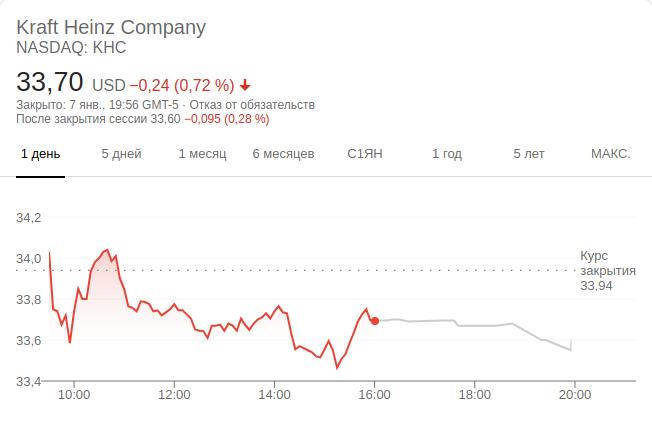 Kraft Heinz Company
NASDAQ: KHC
33,70 USD −0,24 (0,72 %)
Закрыто: 7 янв., 19:56 GMT-5 · Отказ от обязательств
После закрытия сессии 33,60 −0,095 (0,28 %)
1 день 5 дней 1 месяц 6 месяцев С1ЯН 1 год 5 лет МАКС.
34,2
34,0
33,8
33,6
33,4
Курс
закрытия
33,94
10:00 12:00 14:00 16:00 18:00 20:00